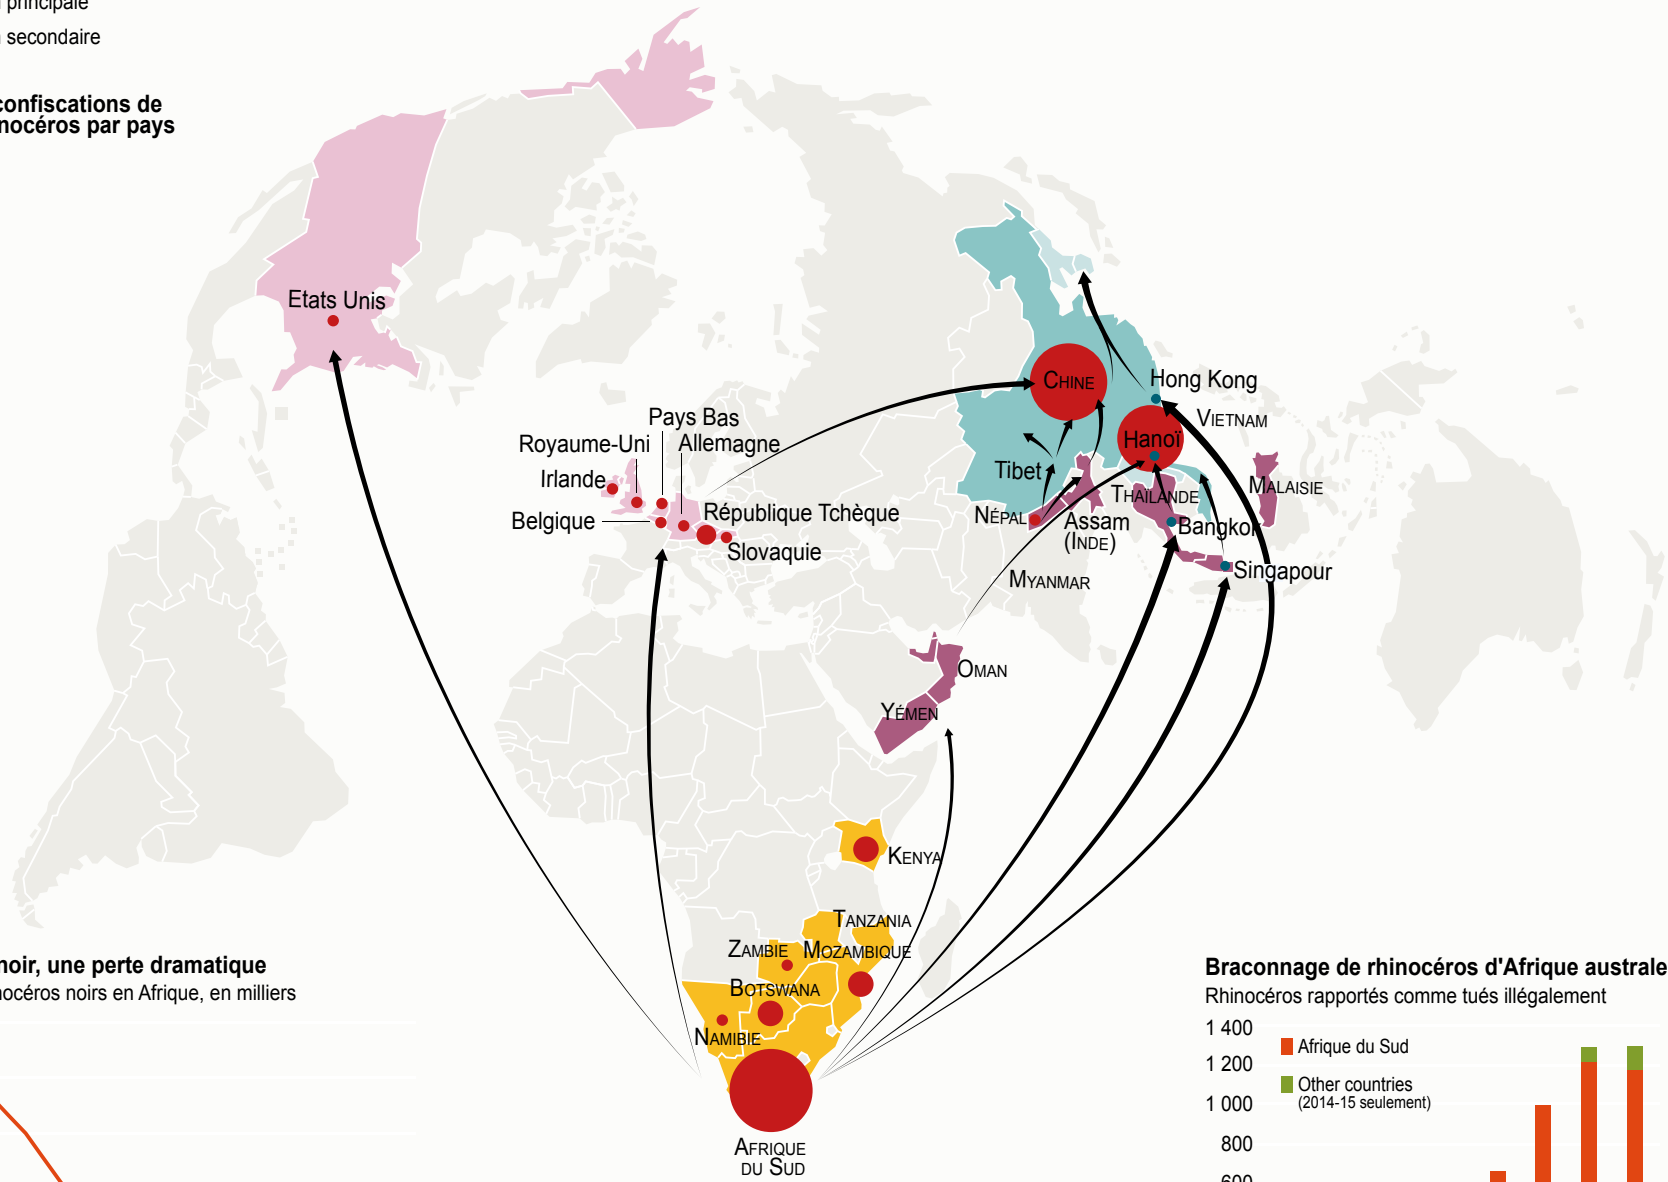 principale
secondaire
confiscations de
par pays
Etats Unis
Pays Bas
Royaume-Uni
Allemagne
Irlande
Belgique
République Tchèque
Slovaquie
Chine
Hong Kong
Vietnam
Hanoï
Tibet
Thaïlande
Malaisie
Népal
Assam
(Inde)
Bangkok
Singapour
Myanmar
Oman
Yémen
Kenya
Tanzania
Zambie
Mozambique
Botswana
Namibie
Afrique
du Sud
noir, une perte dramatique
noirs en Afrique, en milliers
Braconnage de rhinocéros d'Afrique australe
Rhinocéros rapportés comme tués illégalement
1 400
1 200
1 000
800
600
Afrique du Sud
Other countries
(2014-15 seulement)